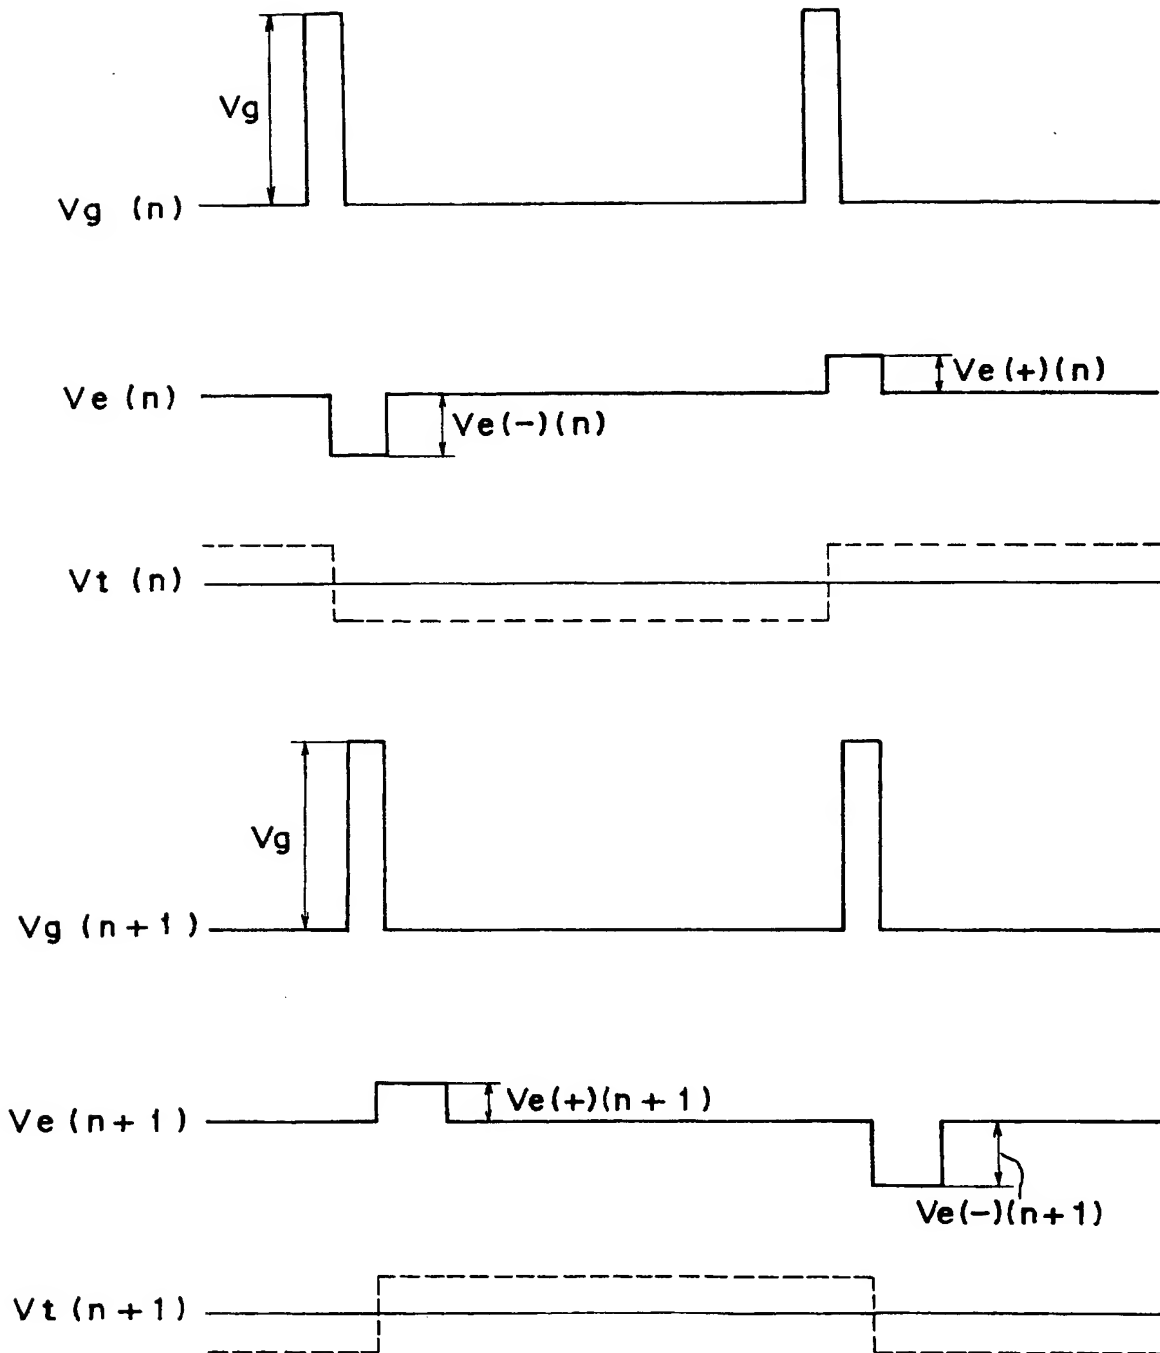 Vg
Vg (n)
Ve(+)(n)
Ve (n)
Ve(-)(n)
Vt (n)
Vg
Vg (n+1)
Ve(+)(n+1)
Ve (n+1)
Ve(-)(n+1)
Vt (n+1)